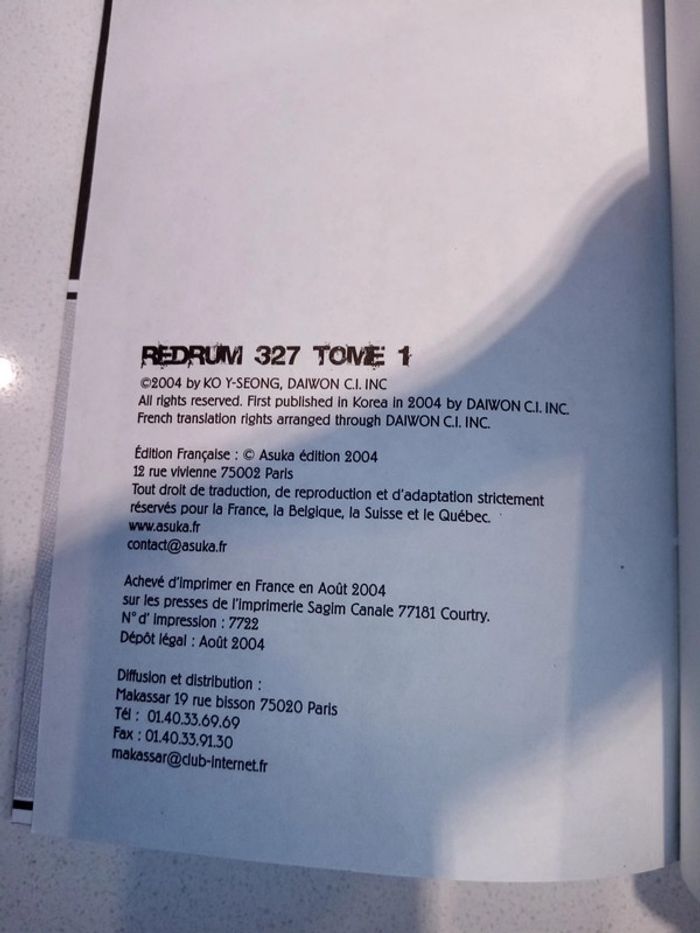 REDRUM 327 TOME 1
©2004 by KO Y-SEONG, DAIWON C.I. INC
All rights reserved. First published in Korea in 2004 by DAIWON C.I. INC.
French translation rights arranged through DAIWON C.I. INC.
Édition Française : © Asuka édition 2004
12 rue vivienne 75002 Paris
Tout droit de traduction, de reproduction et d'adaptation strictement
réservés pour la France, la Belgique, la Suisse et le Québec.
www.asuka.fr
contact@asuka.fr
Achevé d'imprimer en France en Août 2004
sur les presses de l'imprimerie Sagim Canale 77181 Courtry.
N° d' impression : 7722
Dépôt légal : Août 2004
Diffusion et distribution :
Makassar 19 rue bisson 75020 Paris
Tél : 01.40.33.69.69
Fax : 01.40.33.91.30
makassar@club-internet.fr